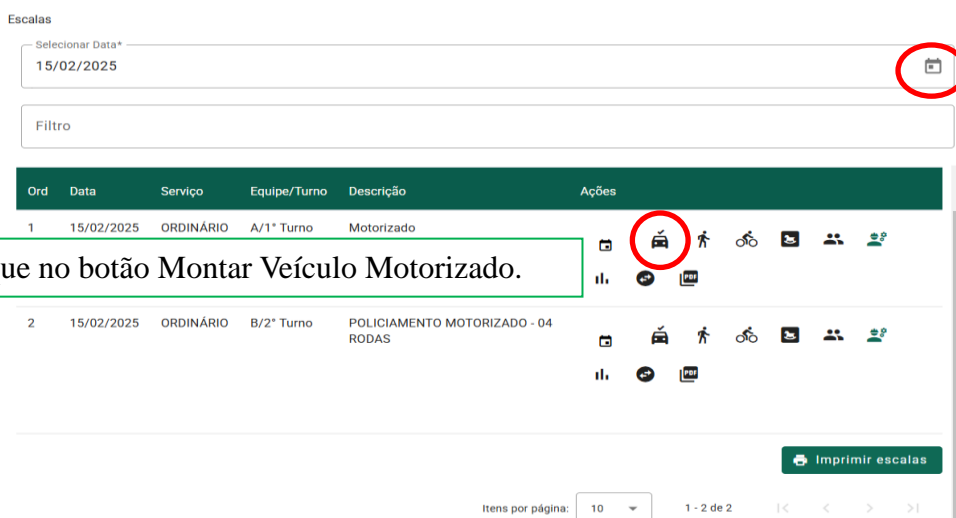 Escalas
Selecionar Data*
15/02/2025
Filtro
Ord Data Serviço Equipe/Turno Descrição Ações
1 15/02/2025 ORDINÁRIO A/1° Turno Motorizado
ue no botão Montar Veículo Motorizado.
PDF
2 15/02/2025 ORDINÁRIO B/2° Turno POLICIAMENTO MOTORIZADO - 04
RODAS
PDF
Imprimir escalas
Itens por página: 10 1 - 2 de 2